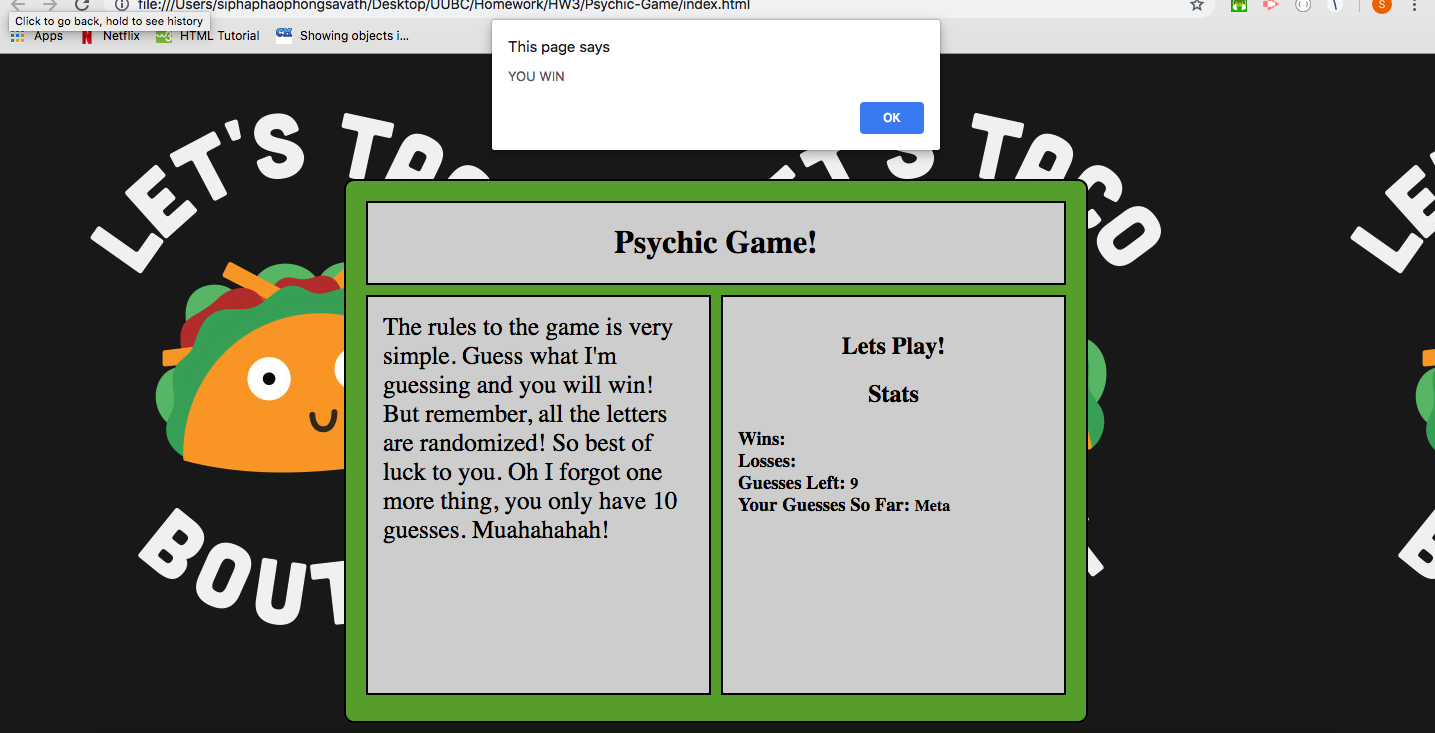 file:///Users/siphaphaophongsavath/Desktop/UUBC/Homework/HW3/Psychic-Game/index.html
S
Click to go back, hold to see history
Apps
Netflix
HTML Tutorial
Showing objects i...
This page says
YOU WIN
OK
LET'S TACO
BOUT
Psychic Game!
The rules to the game is very
simple. Guess what I'm
guessing and you will win!
But remember, all the letters
are randomized! So best of
luck to you. Oh I forgot one
more thing, you only have 10
guesses. Muahahahah!
Lets Play!
Stats
Wins:
Losses:
Guesses Left: 9
Your Guesses So Far: Meta